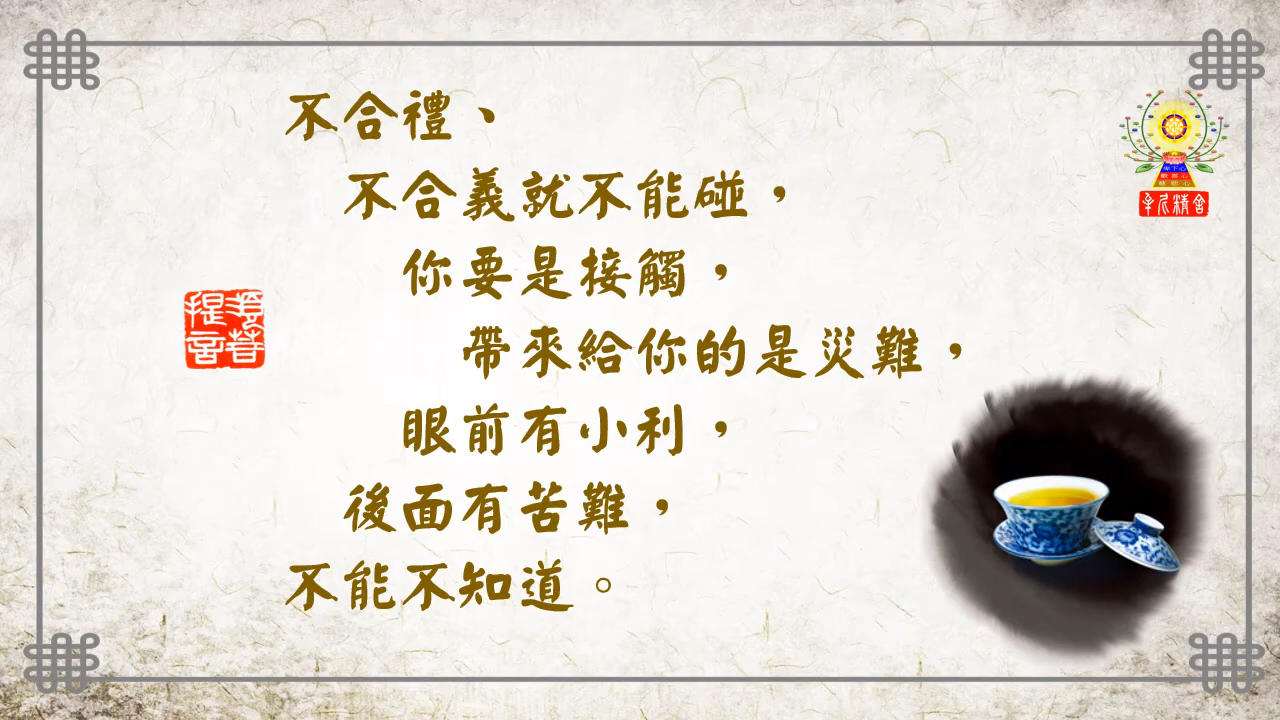 不合禮、
不合義就不能碰，
你要是接觸，
帶來給你的是災難，
眼前有小利，
後面有苦難，
不能不知道。